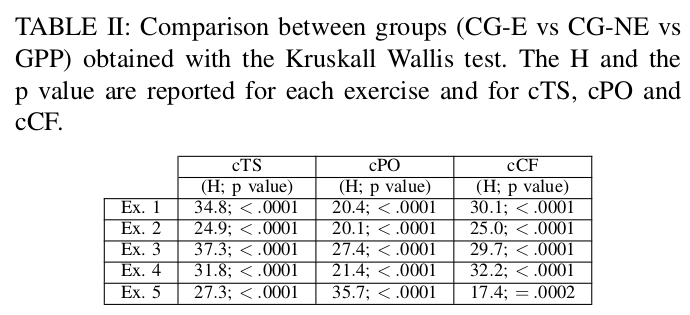 TABLE II: Comparison between groups (CG-E vs CG-NE vs
GPP) obtained with the Kruskall Wallis test. The H and the
p value are reported for each exercise and for cTS, cPO and
cCF.
cTS cPO cCF
(H; p value) (H; p value) (H; p value)
Ex. 1 34.8; < .0001 20.4; < .0001 30.1; < .0001
Ex. 2 24.9; < .0001 20.1; < .0001 25.0; < .0001
Ex. 3 37.3; < .0001 27.4; < .0001 29.7; < .0001
Ex. 4 31.8; < .0001 21.4; < .0001 32.2; < .0001
Ex. 5 27.3; < .0001 35.7; < .0001 17.4; = .0002